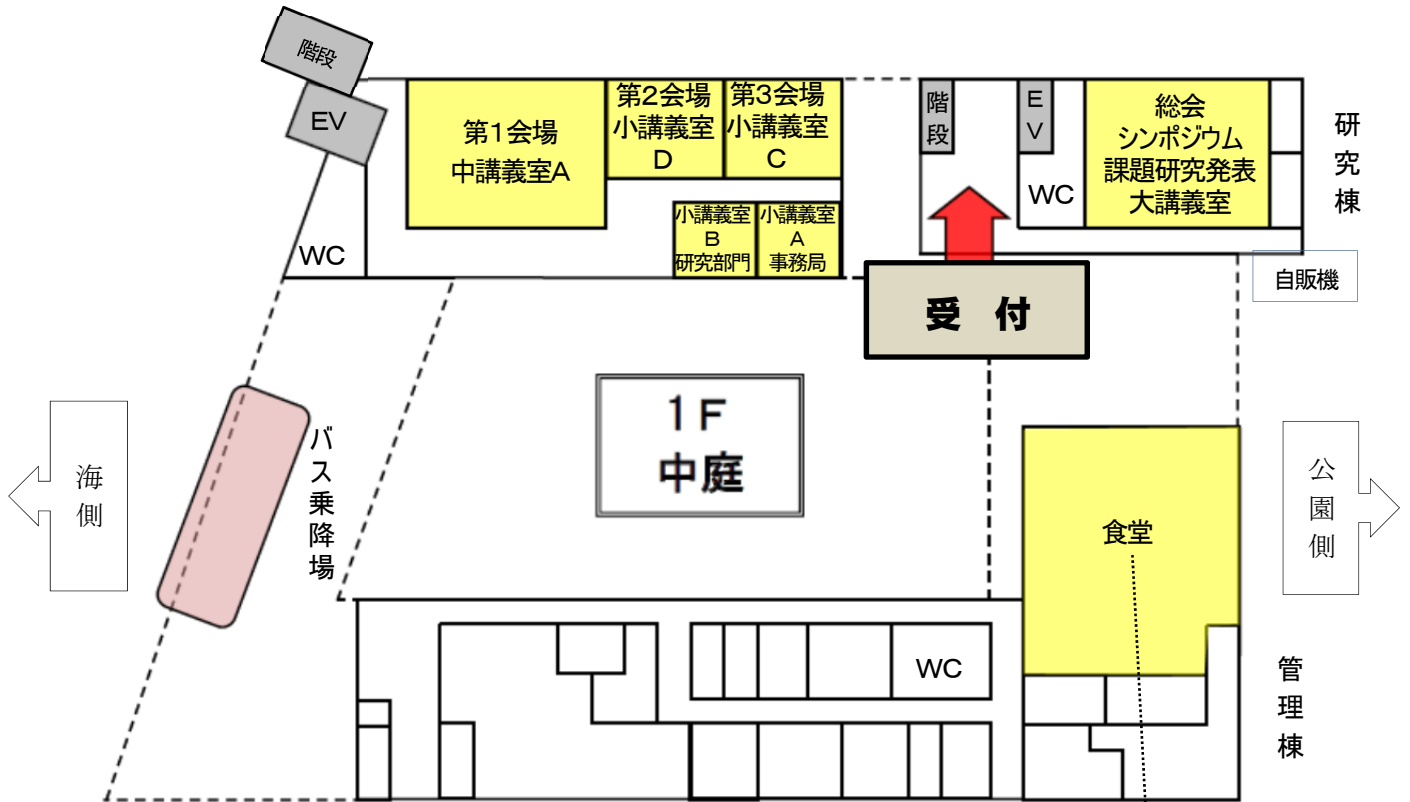 階段
EV
第1会場
中講義室A
第2会場
小講義室
D
第3会場
小講義室
C
階段
EV
総会
シンポジウム
課題研究発表
大講義室
研究棟
WC
小講義室
B
研究部門
小講義室
A
事務局
WC
自販機
受 付
1F
中庭
海側
バス乗降場
食堂
公園側
WC
管理棟